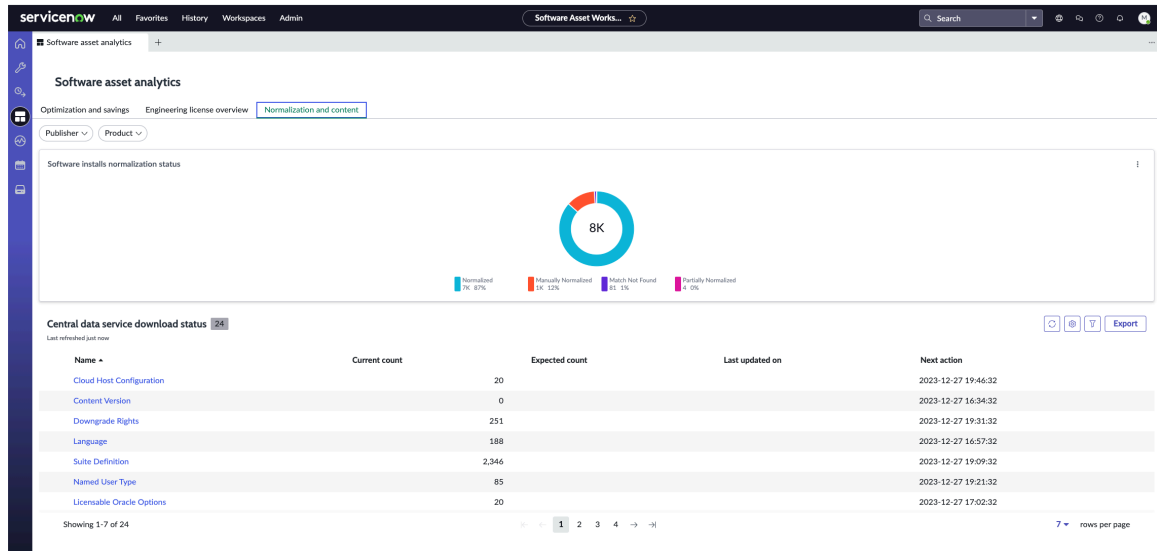 servicenow All Favorites History Workspaces Admin Software Asset Works... Search M
Software asset analytics +
Software asset analytics
Optimization and savings Engineering license overview Normalization and content
Publisher Product
Software installs normalization status
8K
Normalized Manually Normalized Match Not Found Partially Normalized
7K 87% 1K 12% 81 1% 4 0%
Central data service download status 24 Export
Last refreshed just now
Name Current count Expected count Last updated on Next action
Cloud Host Configuration 20 2023-12-27 19:46:32
Content Version 0 2023-12-27 16:34:32
Downgrade Rights 251 2023-12-27 19:31:32
Language 188 2023-12-27 16:57:32
Suite Definition 2,346 2023-12-27 19:09:32
Named User Type 85 2023-12-27 19:21:32
Licensable Oracle Options 20 2023-12-27 17:02:32
Showing 1-7 of 24 1 2 3 4 7 rows per page